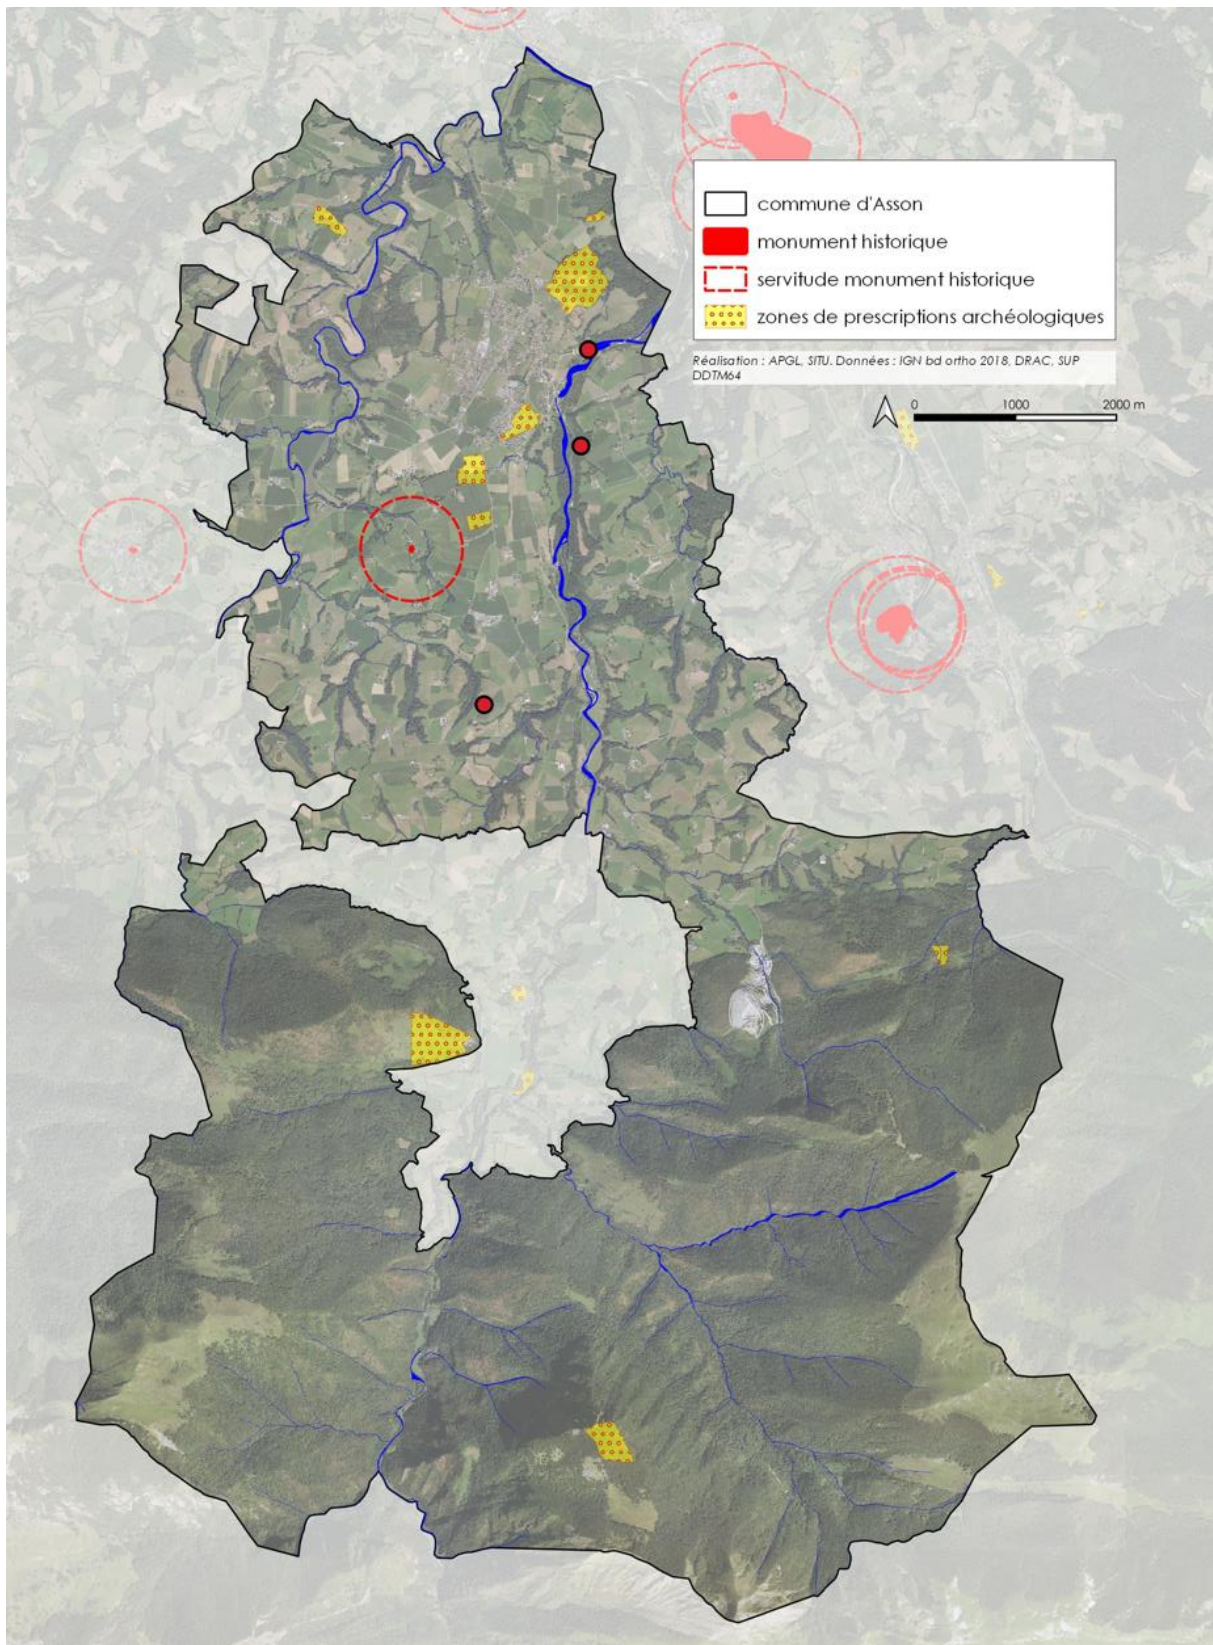 commune d'Asson
monument historique
servitude monument historique
zones de prescriptions archéologiques
Réalisation : APGL, SITU. Données : IGN bd ortho 2018, DRAC, SUP
DDTM64
0 1000 2000 m